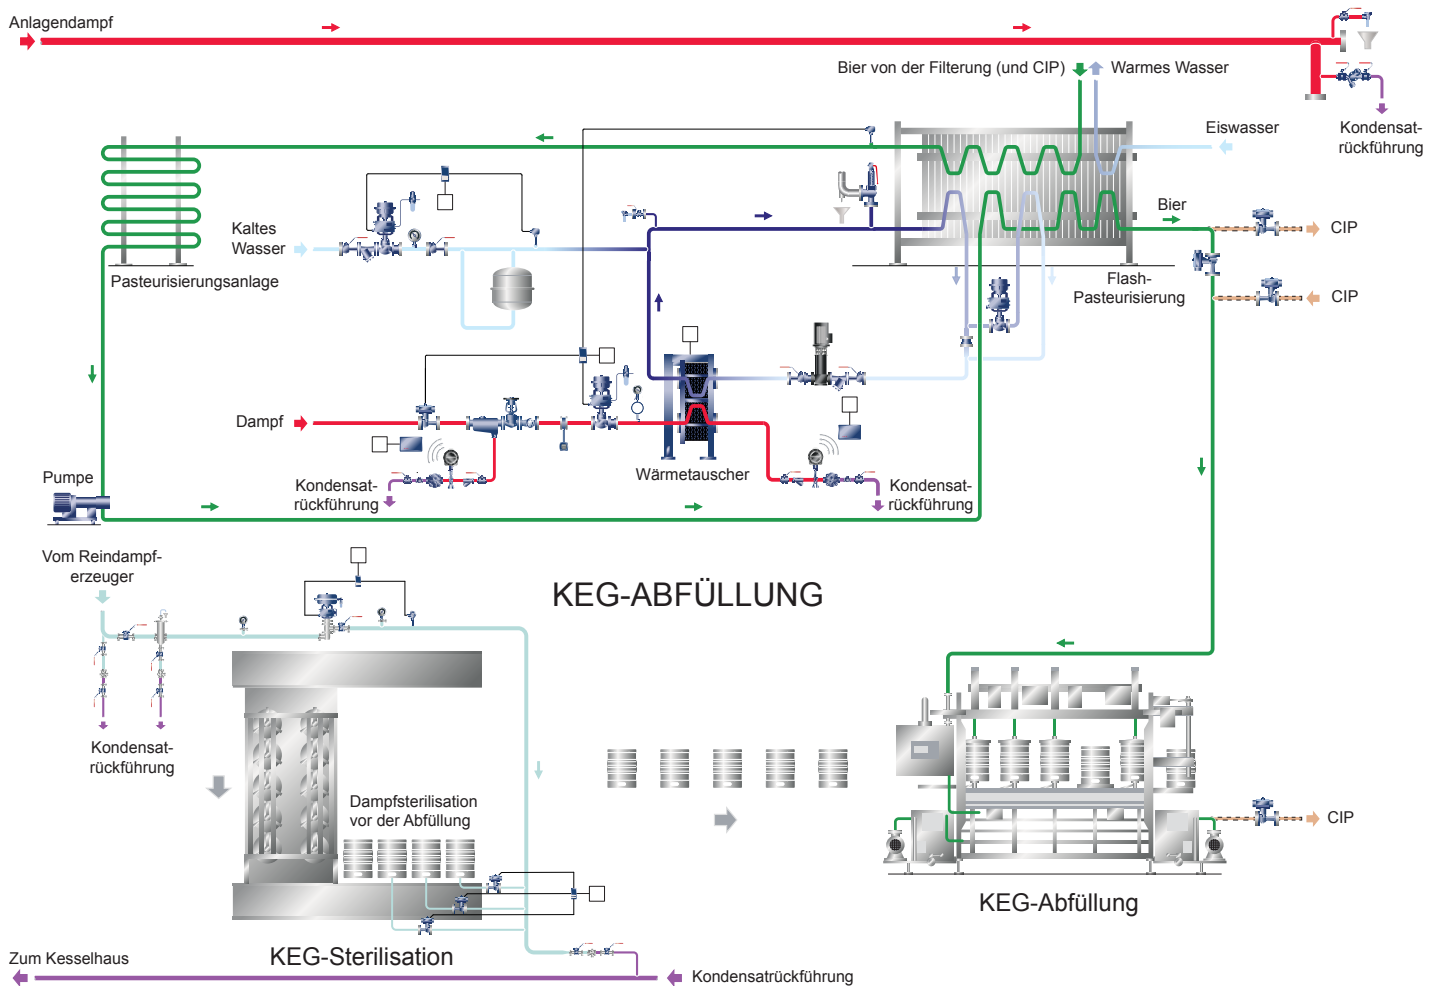 Anlagendampf
Bier von der Filterung (und CIP)
Warmes Wasser
Eiswasser
Kondensat-
rückführung
Kaltes
Wasser
Bier
CIP
Pasteurisierungsanlage
Flash-
Pasteurisierung
CIP
Dampf
Wärmetauscher
Pumpe
Kondensat-
rückführung
Kondensat-
rückführung
Vom Reindampf-
erzeuger
KEG-ABFÜLLUNG
Kondensat-
rückführung
Dampfsterilisation
vor der Abfüllung
CIP
KEG-Abfüllung
KEG-Sterilisation
Zum Kesselhaus
Kondensatrückführung